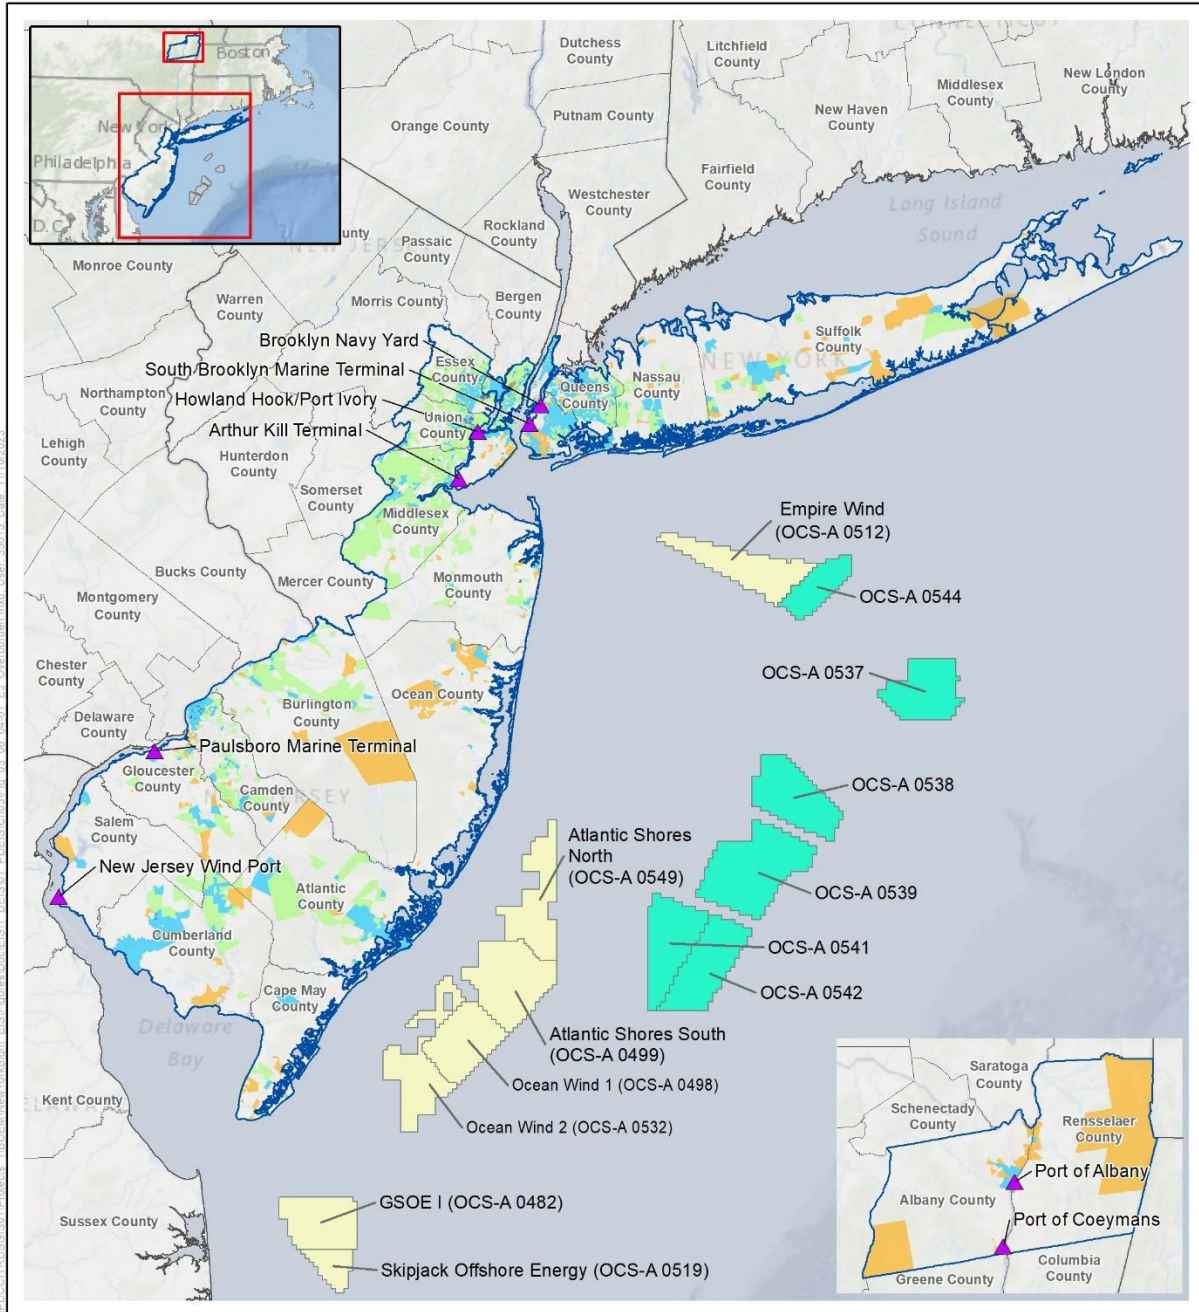 Boston
New York
Philadelphia
D.C.
Dutchess
County
Litchfield
County
CONNECTICUT
Middlesex
County
New London
County
Putnam County
New Haven
County
Orange County
Fairfield
County
Westchester
County
Long Island
Sound
Rockland
County
Passaic
County
NEW JERSEY
Monroe County
Warren
County
Morris County
Bergen
County
Brooklyn Navy Yard
South Brooklyn Marine Terminal
Howland Hook/Port Ivory
Arthur Kill Terminal
Essex
County
Union
County
Queens
County
Nassau
County
NEW YORK
Suffolk
County
Northampton
County
Lehigh
County
Hunterdon
County
Somerset
County
Middlesex
County
Empire Wind
(OCS-A 0512)
OCS-A 0544
Bucks County
Mercer County
Monmouth
County
Montgomery
County
OCS-A 0537
Chester
County
Delaware
County
Burlington
County
Ocean County
Paulsboro Marine Terminal
Gloucester
County
Camden
County
NEW JERSEY
OCS-A 0538
Salem
County
New Jersey Wind Port
Atlantic
County
Cumberland
County
Atlantic Shores
North
(OCS-A 0549)
OCS-A 0539
OCS-A 0541
OCS-A 0542
Cape May
County
Delaware
Bay
Atlantic Shores South
(OCS-A 0499)
Ocean Wind 1 (OCS-A 0498)
Ocean Wind 2 (OCS-A 0532)
Kent County
Sussex County
GSOE I (OCS-A 0482)
Skipjack Offshore Energy (OCS-A 0519)
Saratoga
County
Schenectady
County
Rensselaer
County
Port of Albany
Albany County
Port of Coeymans
Columbia
County
Greene County